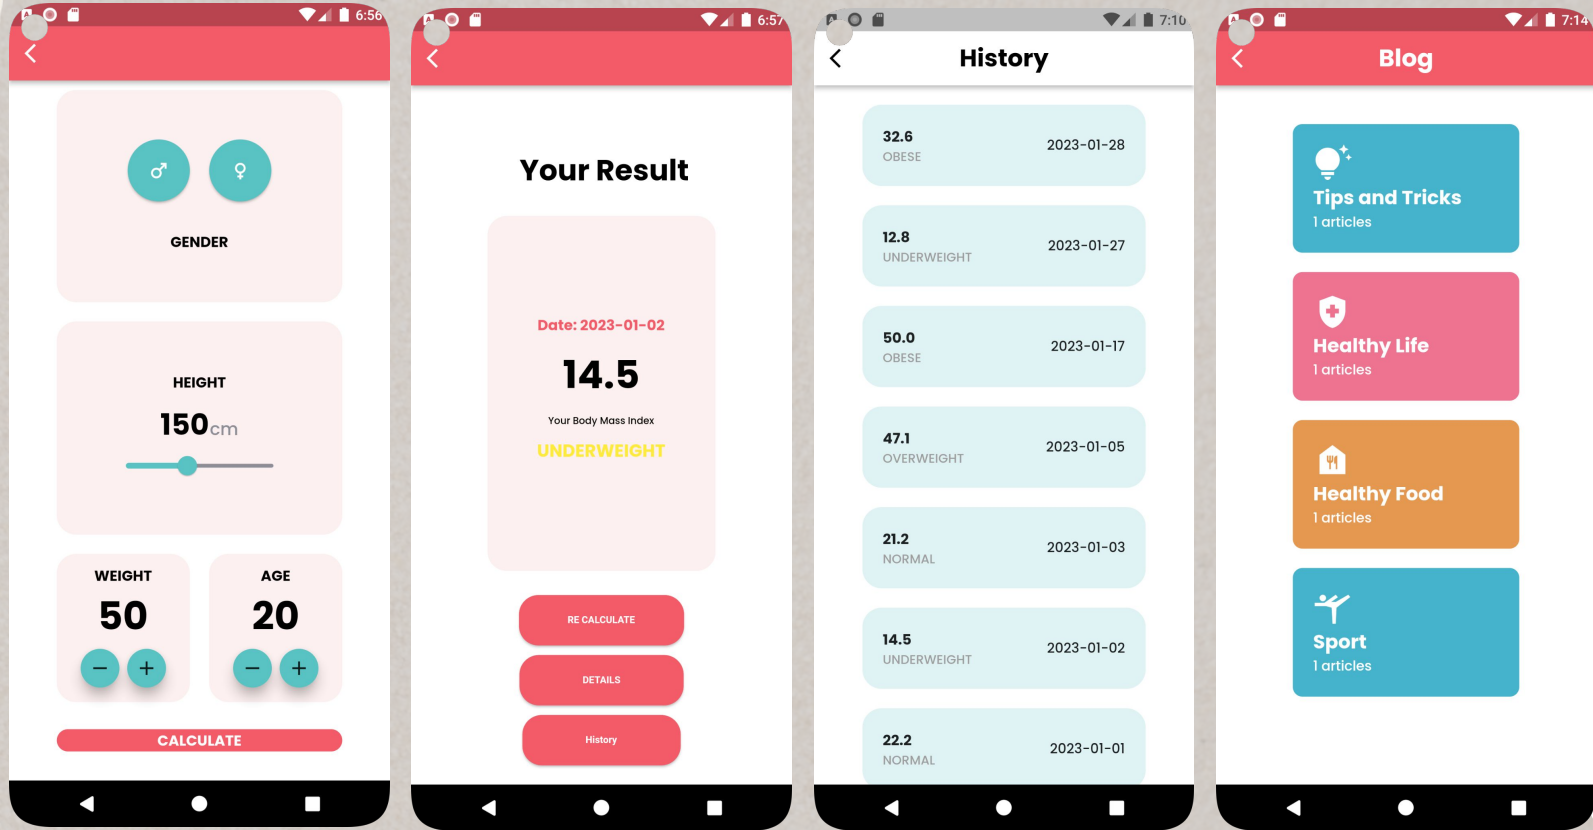 6:56
GENDER
HEIGHT
150cm
WEIGHT
50
AGE
20
CALCULATE
6:57
Your Result
Date: 2023-01-02
14.5
Your Body Mass Index
UNDERWEIGHT
RE CALCULATE
DETAILS
History
7:10
History
32.6
OBESE
2023-01-28
12.8
UNDERWEIGHT
2023-01-27
50.0
OBESE
2023-01-17
47.1
OVERWEIGHT
2023-01-05
21.2
NORMAL
2023-01-03
14.5
UNDERWEIGHT
2023-01-02
22.2
NORMAL
2023-01-01
7:14
Blog
Tips and Tricks
1 articles
Healthy Life
1 articles
Healthy Food
1 articles
Sport
1 articles